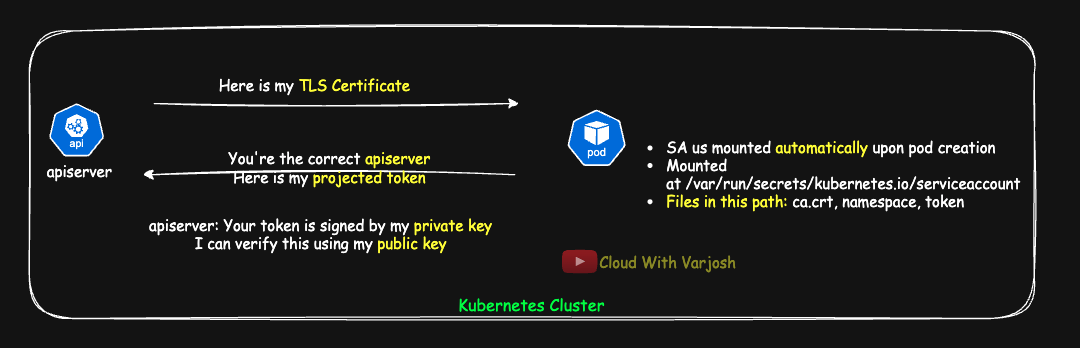 Here is my TLS Certificate
api
apiserver
You're the correct apiserver
Here is my projected token
apiserver: Your token is signed by my private key
I can verify this using my public key
pod
• SA us mounted automatically upon pod creation
• Mounted
at /var/run/secrets/kubernetes.io/serviceaccount
• Files in this path: ca.crt, namespace, token
Cloud With Varjosh
Kubernetes Cluster